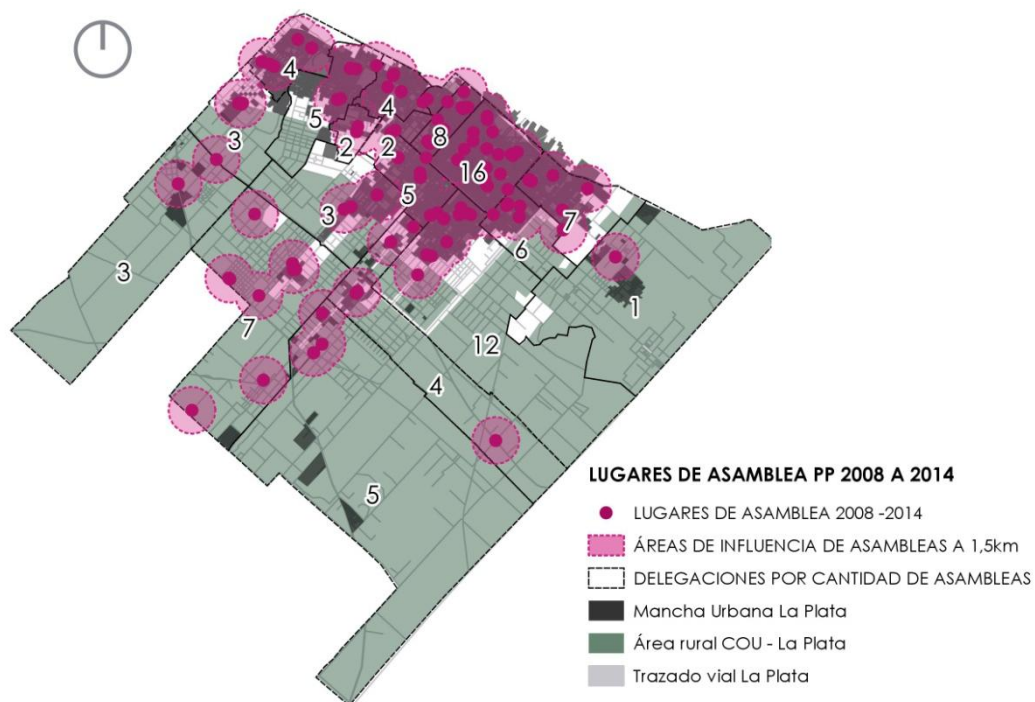 4
5
4
3
2
2
8
16
5
3
7
6
3
1
7
12
4
5
LUGARES DE ASAMBLEA PP 2008 A 2014
LUGARES DE ASAMBLEA 2008 -2014
ÁREAS DE INFLUENCIA DE ASAMBLEAS A 1,5km
DELEGACIONES POR CANTIDAD DE ASAMBLEAS
Mancha Urbana La Plata
Área rural COU - La Plata
Trazado vial La Plata